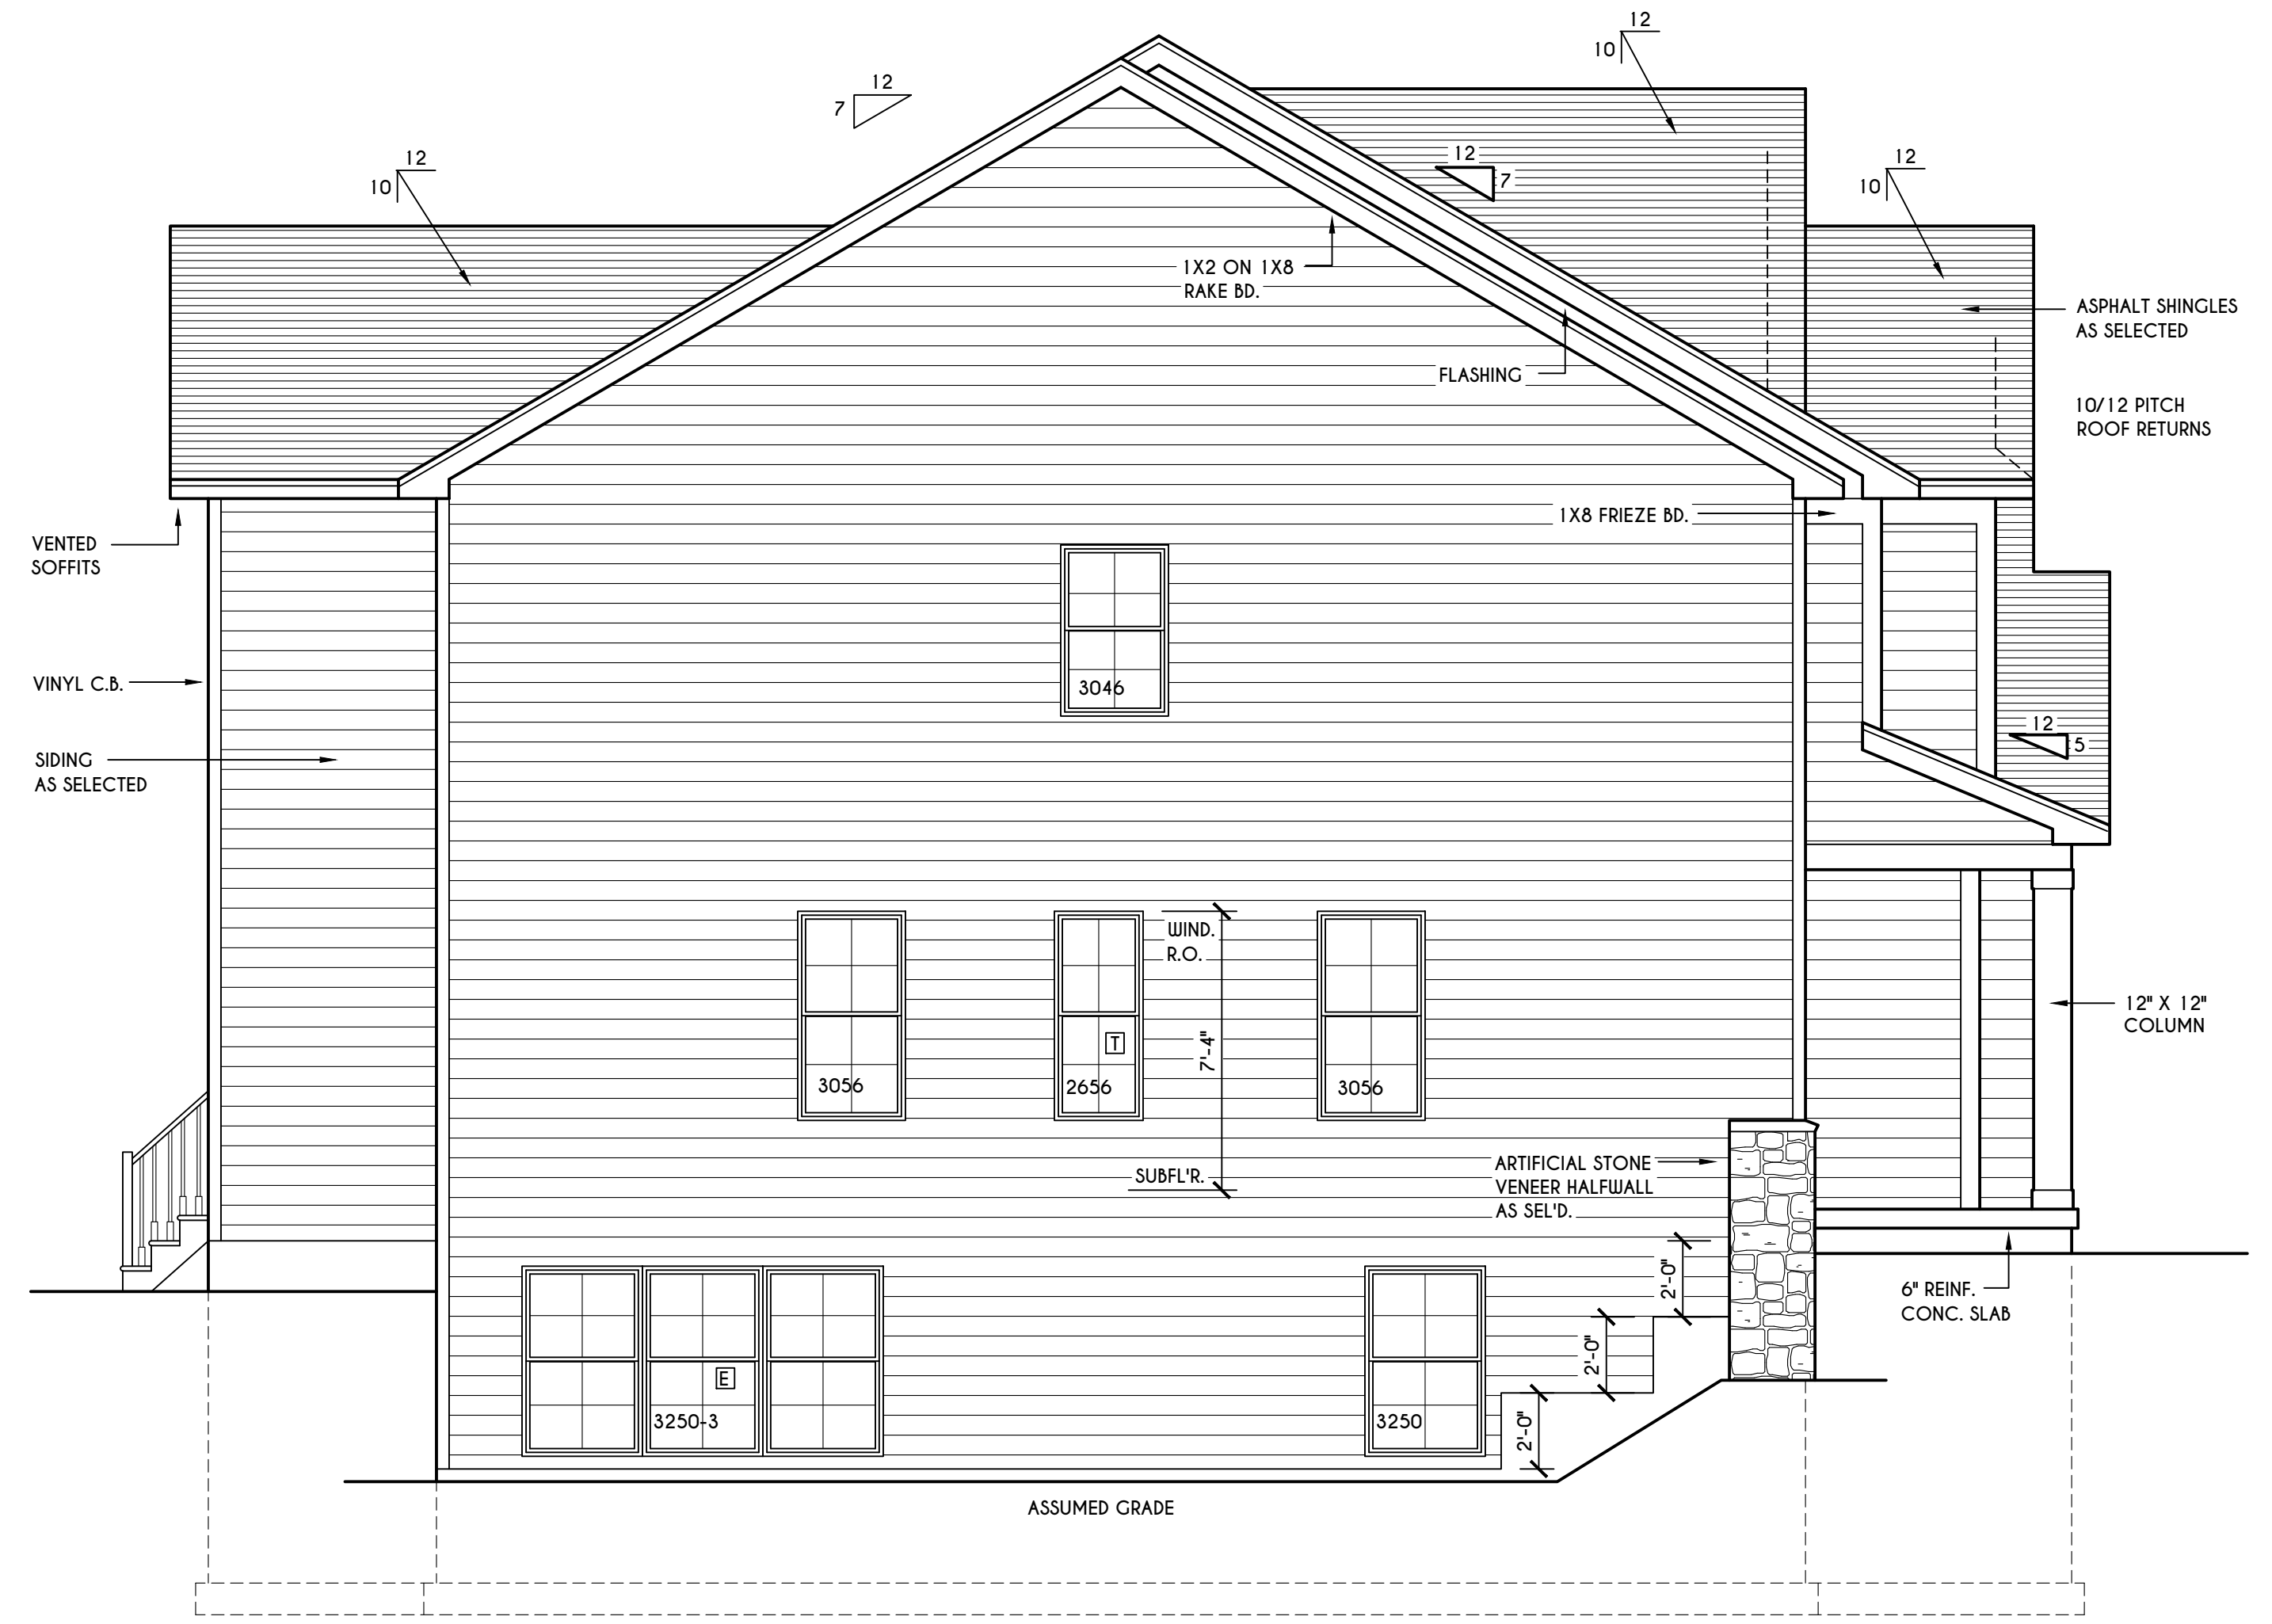 12
10
12
7
12
10
12
7
12
10
1X2 ON 1X8
RAKE BD.
ASPHALT SHINGLES
AS SELECTED
FLASHING
10/12 PITCH
ROOF RETURNS
1X8 FRIEZE BD.
VENTED
SOFFITS
VINYL C.B.
3046
12
5
SIDING
AS SELECTED
WIND.
R.O.
12" X 12"
COLUMN
7'-4"
T
3056
2656
3056
SUBFL'R.
ARTIFICIAL STONE
VENEER HALFWALL
AS SEL'D.
2'-0"
6" REINF.
CONC. SLAB
2'-0"
E
3250-3
3250
2'-0"
ASSUMED GRADE